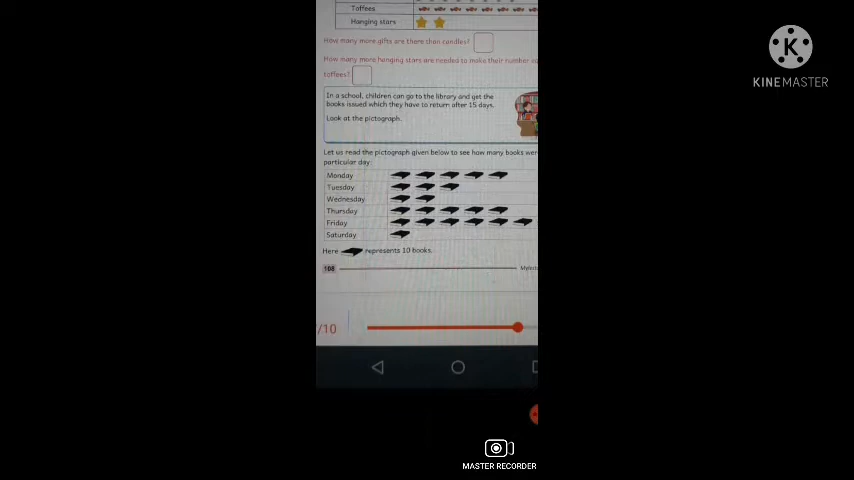 Toffees
Hanging stars
How many more gifts are there than candles?
How many more hanging stars are needed to make their number
toffees?
In a school, children can go to the library and get the
books issued which they have to return after 15 days.
Look at the pictograph.
Let us read the pictograph given below to see how many books were
particular day:
Monday
Tuesday
Wednesday
Thursday
Friday
Saturday
Here represents 10 books.
108
/10
K
KINEMASTER
MASTER RECORDER